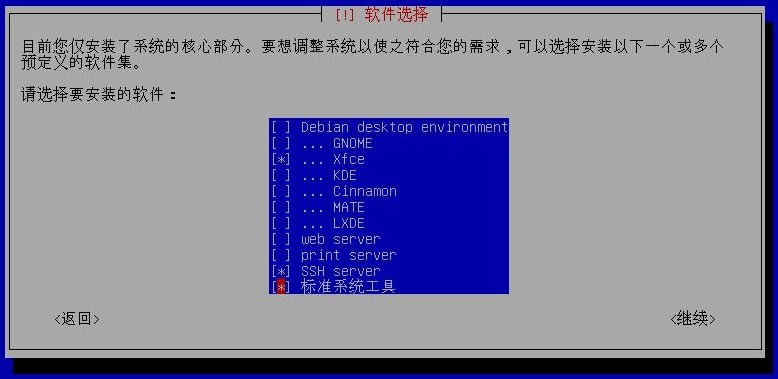 [!] 软件选择
目前您仅安装了系统的核心部分。要想调整系统以使之符合您的需求，可以选择安装以下一个或多个
预定义的软件集。
请选择要安装的软件：
[ ] Debian desktop environment
[ ] ... GNOME
[*] ... Xfce
[ ] ... KDE
[ ] ... Cinnamon
[ ] ... MATE
[ ] ... LXDE
[ ] web server
[ ] print server
[*] SSH server
[*] 标准系统工具
<返回> <继续>